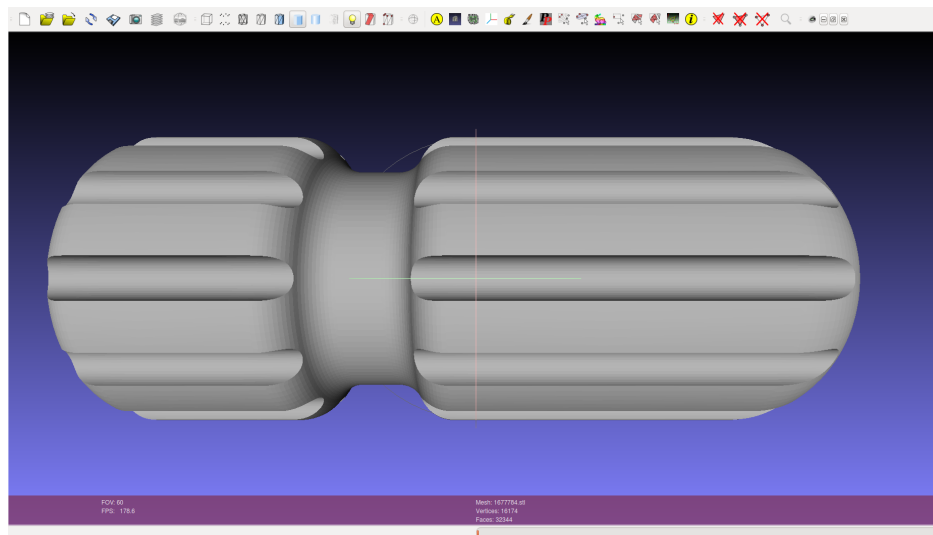 A
i
FOV: 60
FPS: 178.6
Mesh: 1677784.stl
Vertices: 16174
Faces: 32344